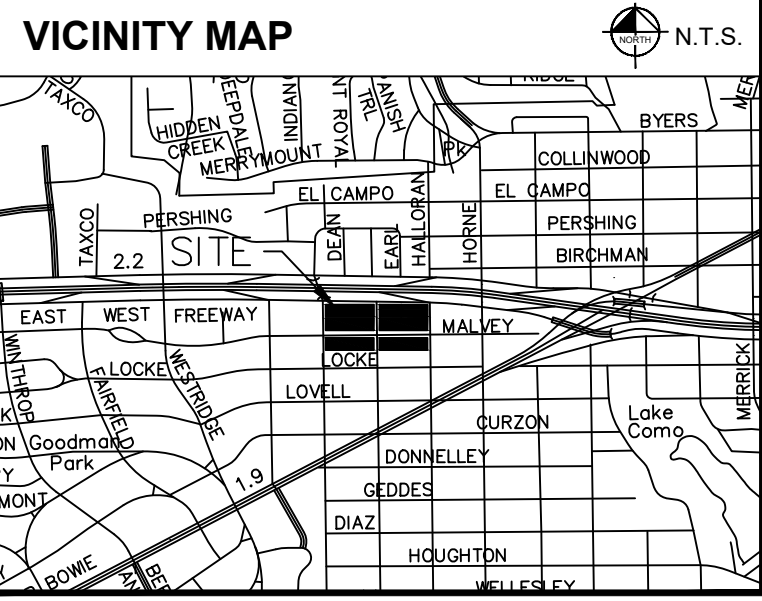 VICINITY MAP
NORTH
N.T.S.
TAXCO
INDIAN
TRL
BYERS
HIDDEN
CREEK
MERRYMOUNT
Pk
COLLINWOOD
EL CAMPO
EL CAMPO
PERSHING
PERSHING
TAXCO
DEAN
EARL
HALLORAN
HORNE
BIRCHMAN
2.2
SITE
EAST WEST FREEWAY
MALVEY
WINTHROP
LOCKE
LOCKE
FAIRFIELD
WESTRIDGE
LOVELL
MERRICK
CURZON
Lake
Como
Goodman
Park
DONNELLEY
1.9
GEDDES
MONT
DIAZ
HOUGHTON
BOWIE
WELLESLEY